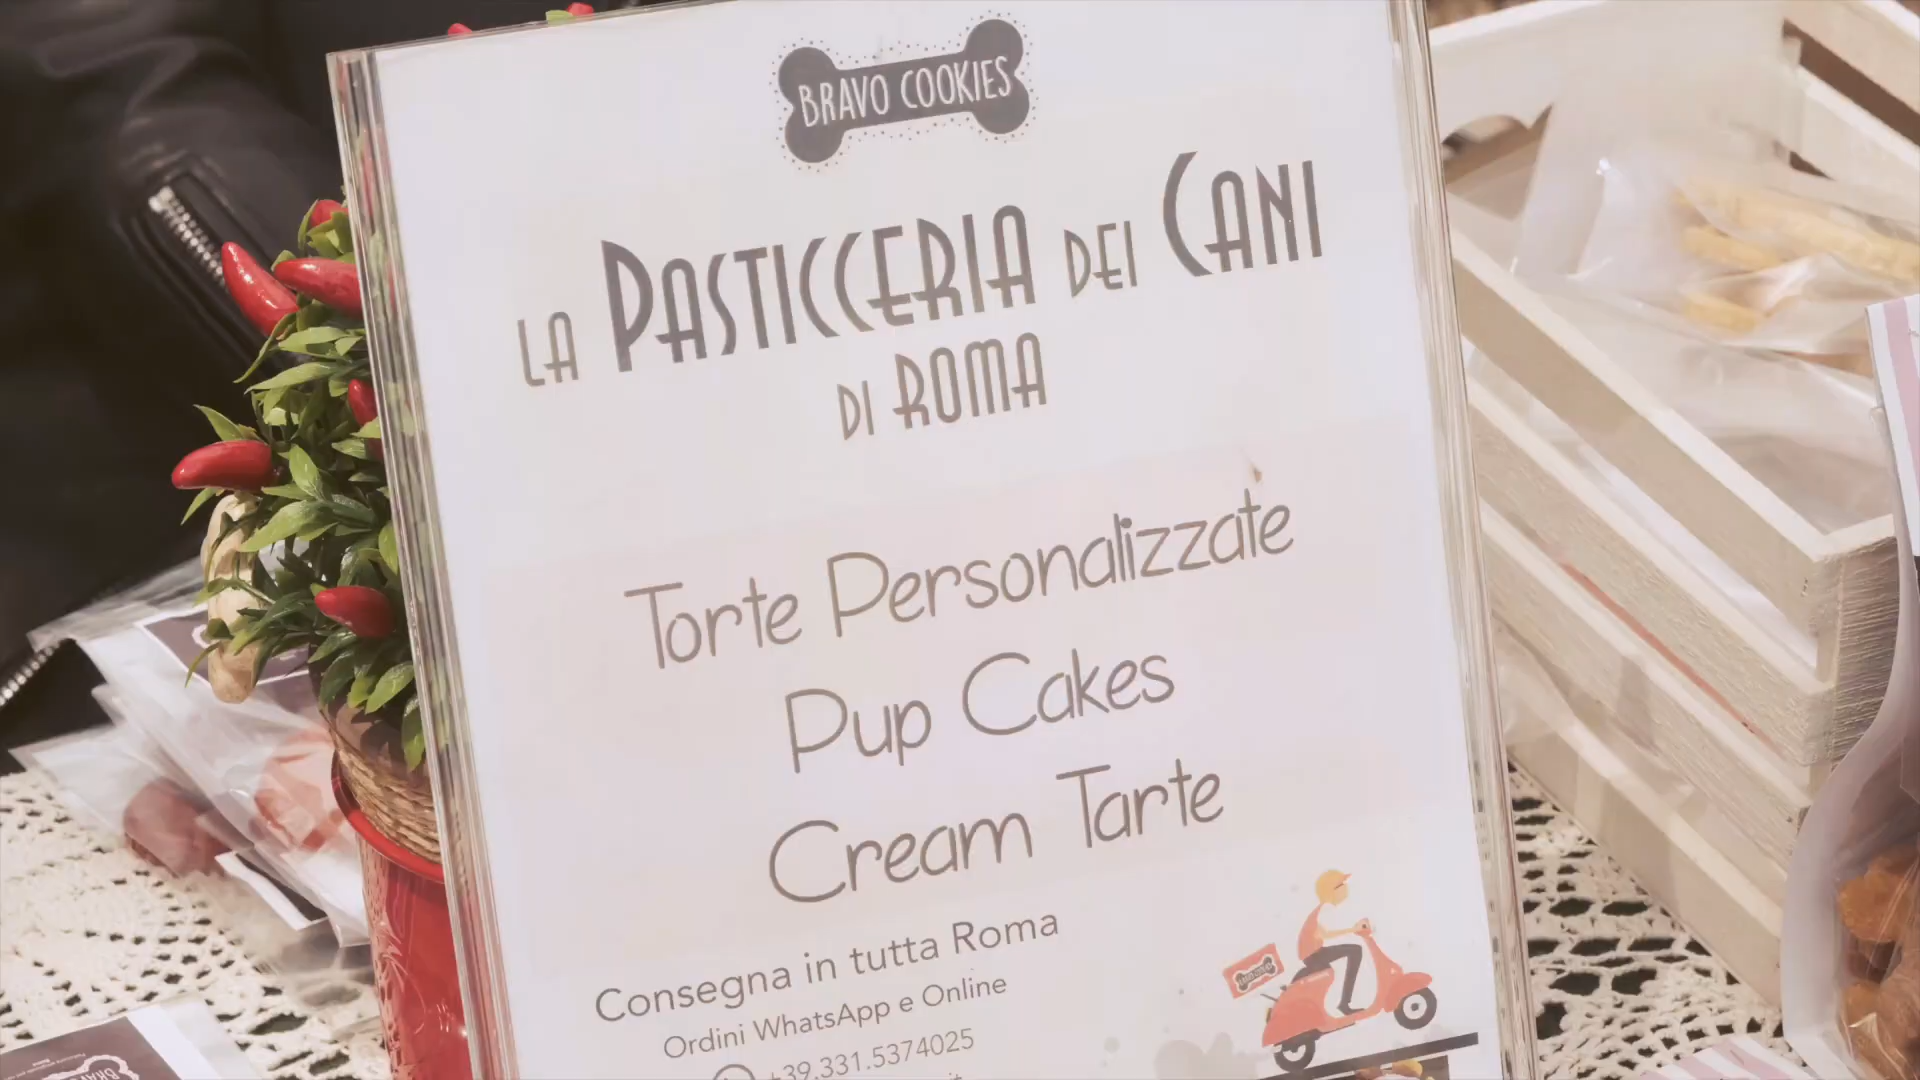 BRAVO COOKIES
LA PASTICCERIA DEI CANI
DI ROMA
Torte Personalizzate
Pup Cakes
Cream Tarte
Consegna in tutta Roma
Ordini WhatsApp e Online
+39.331.5374025